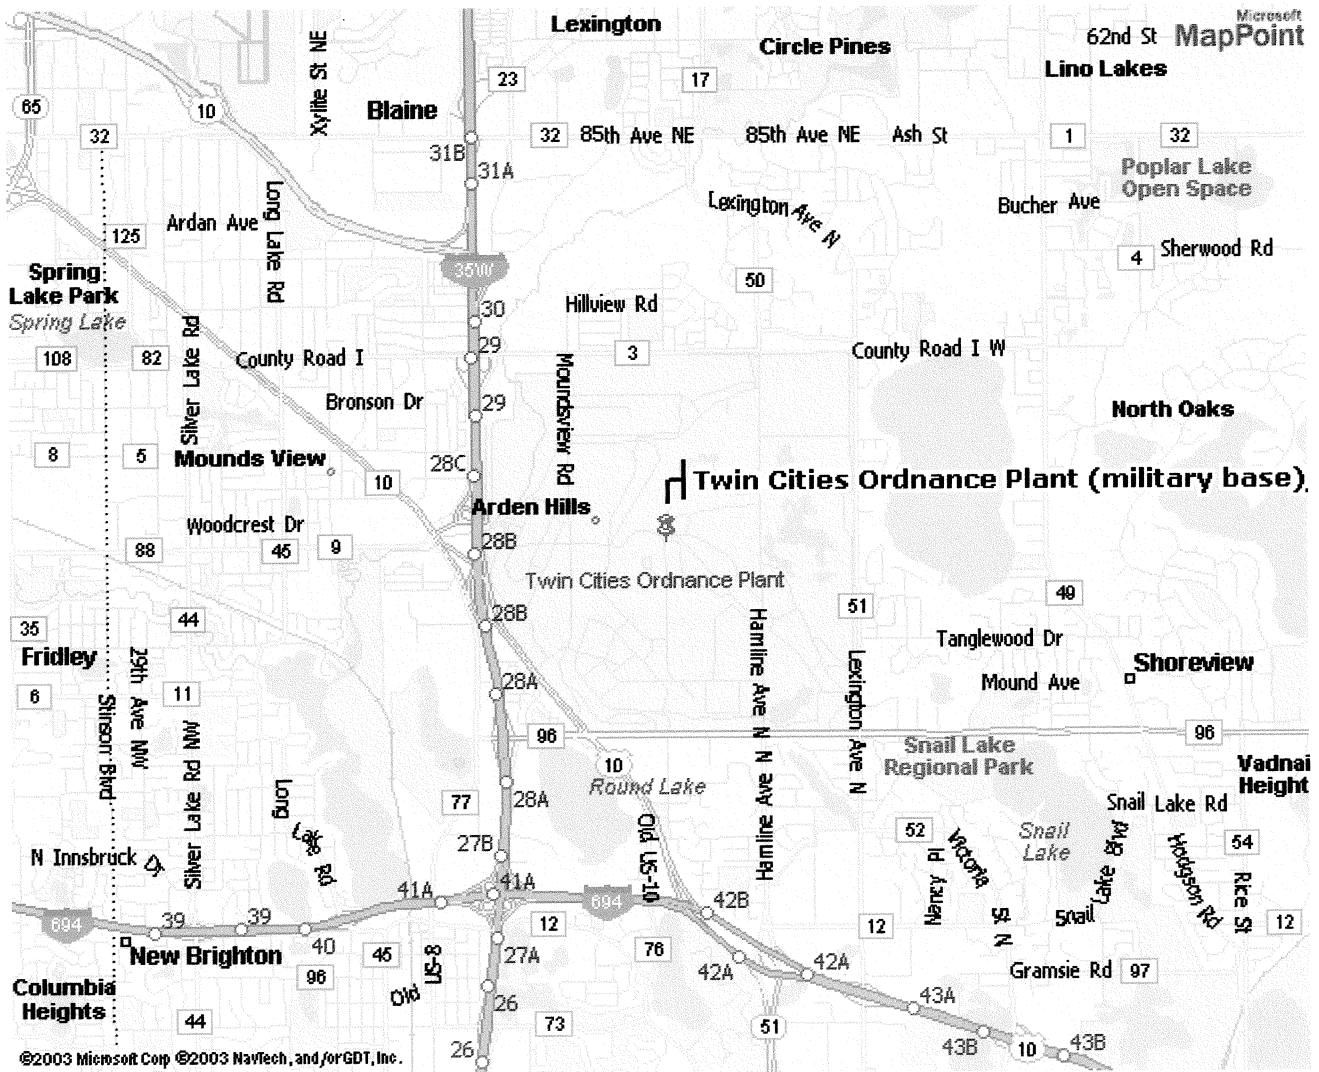 Lexington
Microsoft
MapPoint
62nd St
Circle Pines
Lino Lakes
Xylite St NE
23
17
65
10
Blaine
32
32
85th Ave NE
85th Ave NE
Ash St
1
32
31B
31A
Poplar Lake
Open Space
Long Lake Rd
Lexington Ave N
Bucher Ave
Ardan Ave
125
4
Sherwood Rd
Spring
Lake Park
35W
50
30
Hillview Rd
Spring Lake
Silver Lake Rd
108
82
County Road I
29
Moundsview Rd
3
County Road I W
Bronson Dr
29
North Oaks
8
5
Mounds View
28C
10
Twin Cities Ordnance Plant (military base),
Arden Hills
Woodcrest Dr
88
45
9
28B
Twin Cities Ordnance Plant
49
51
28B
Hamline Ave N
44
35
Tanglewood Dr
Fridley
29th Ave NW
Lexington Ave N
Shoreview
6
11
28A
Mound Ave
Stinson Blvd
Silver Lake Rd NW
96
96
Snail Lake
Regional Park
10
N Ave Hamline
Vadnai
Height
Round Lake
Long
Lake Rd
77
28A
Snail Lake Rd
Old US-10
52
Victoria
St N
Snail
Lake
Snail Lake Blvd
Hodgson Rd
54
27B
N Innsbruck Dr
Nancy Pl
Rice St
41A
41A
694
694
39
39
40
12
42B
12
12
New Brighton
45
Old US-8
27A
76
42A
42A
96
Gramsie Rd
97
Columbia
Heights
26
43A
44
73
51
26
43B
10
43B
©2003 Microsoft Corp ©2003 NavTech, and/or GDT, Inc.